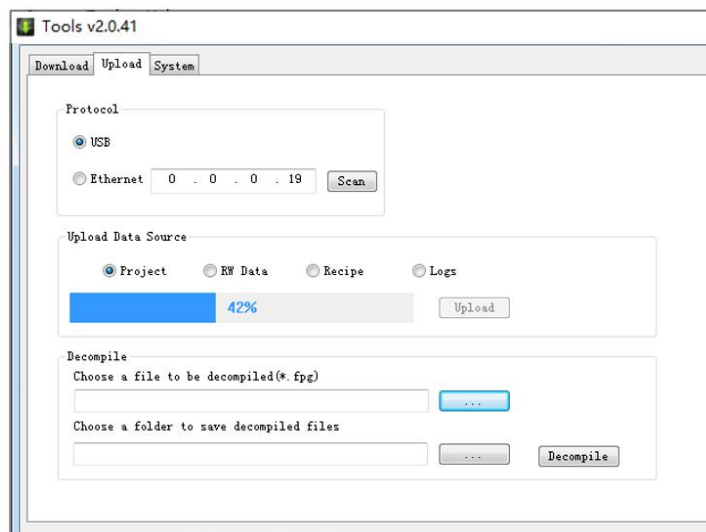 Tools v2.0.41
Download Upload System
Protocol
USB
Ethernet 0 . 0 . 0 . 19 Scan
Upload Data Source
Project RW Data Recipe Logs
42% Upload
Decompile
Choose a file to be decompiled(*.fpg)
...
Choose a folder to save decompiled files
... Decompile